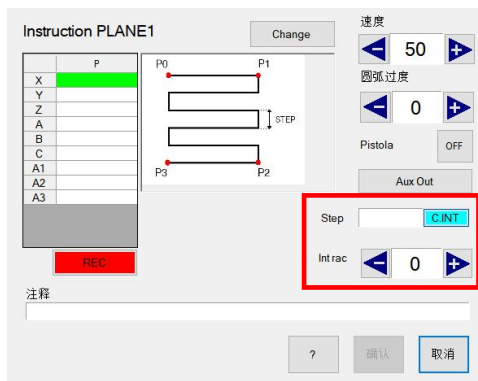 Instruction PLANE1
Change
速度
50
圆弧过度
0
Pistola
OFF
Aux Out
P
X
Y
Z
A
B
C
A1
A2
A3
P0
P1
STEP
P3
P2
REC
Step
C.INT
Int rac
0
注释
?
确认
取消